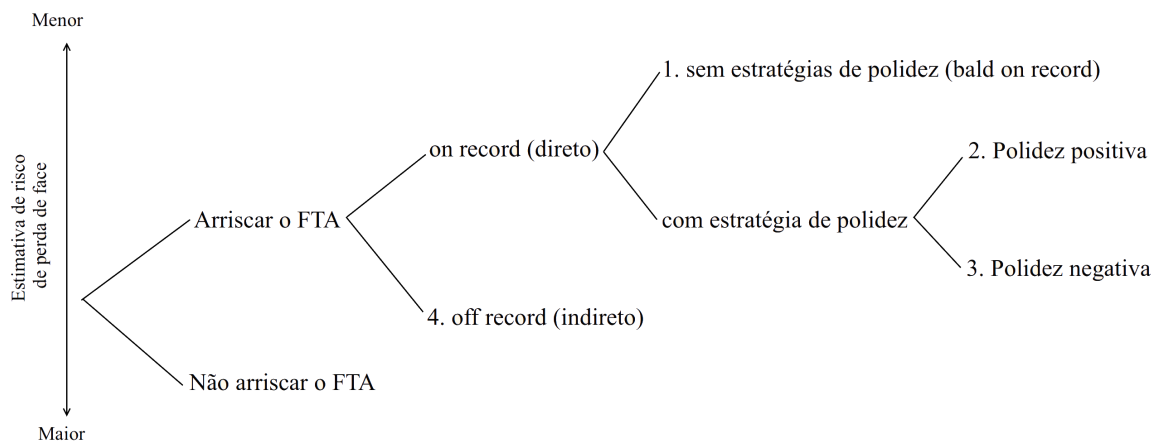 Menor
1. sem estratégias de polidez (bald on record)
on record (direto)
2. Polidez positiva
Estimativa de risco
de perda de face
Arriscar o FTA
com estratégia de polidez
3. Polidez negativa
4. off record (indireto)
Não arriscar o FTA
Maior